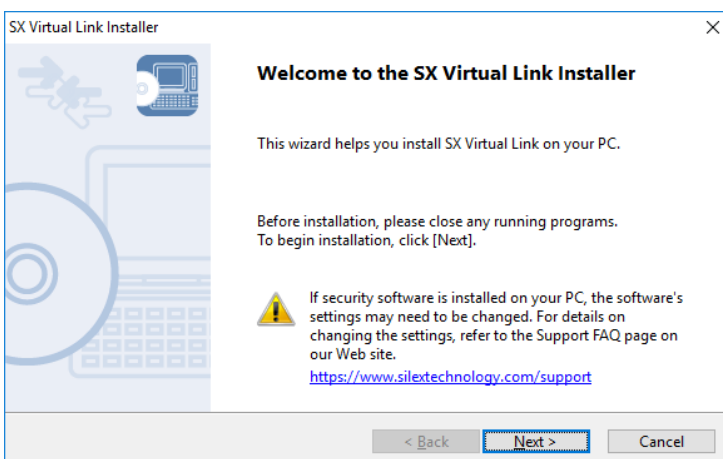 SX Virtual Link Installer
Welcome to the SX Virtual Link Installer
This wizard helps you install SX Virtual Link on your PC.
Before installation, please close any running programs.
To begin installation, click [Next].
If security software is installed on your PC, the software's
settings may need to be changed. For details on
changing the settings, refer to the Support FAQ page on
our Web site.
https://www.silextechnology.com/support
< Back Next > Cancel